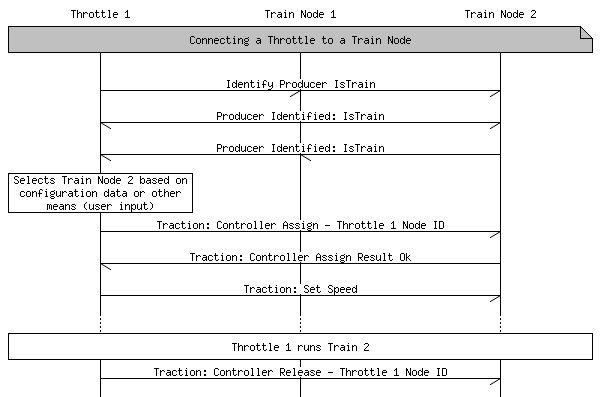 Throttle 1 Train Node 1 Train Node 2
Connecting a Throttle to a Train Node
Identify Producer IsTrain
Producer Identified: IsTrain
Producer Identified: IsTrain
Selects Train Node 2 based on
configuration data or other
means (user input)
Traction: Controller Assign - Throttle 1 Node ID
Traction: Controller Assign Result Ok
Traction: Set Speed
Throttle 1 runs Train 2
Traction: Controller Release - Throttle 1 Node ID